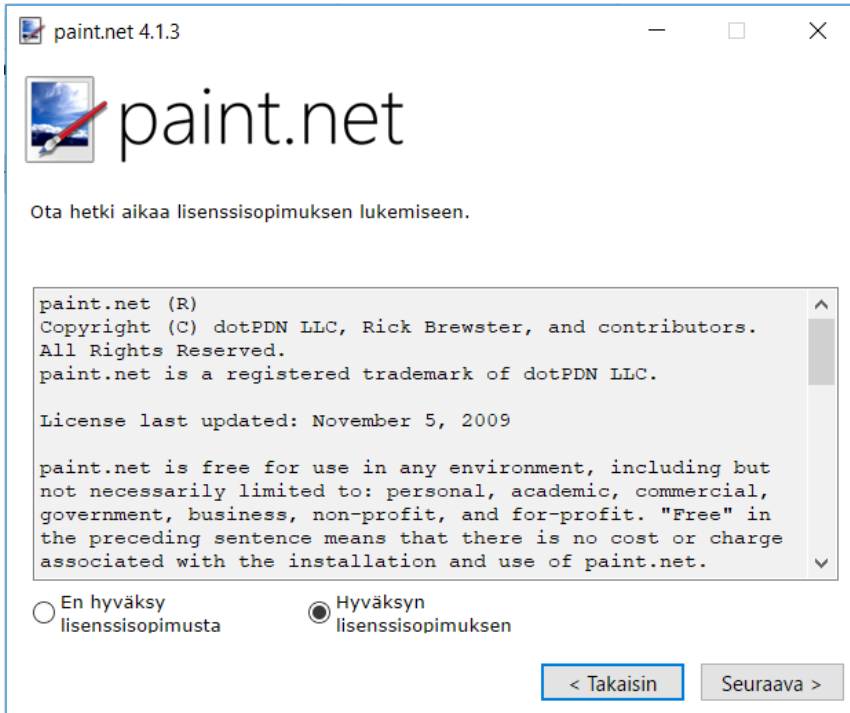 paint.net 4.1.3
paint.net
Ota hetki aikaa lisenssisopimuksen lukemiseen.
paint.net (R)
Copyright (C) dotPDN LLC, Rick Brewster, and contributors.
All Rights Reserved.
paint.net is a registered trademark of dotPDN LLC.
License last updated: November 5, 2009
paint.net is free for use in any environment, including but
not necessarily limited to: personal, academic, commercial,
government, business, non-profit, and for-profit. "Free" in
the preceding sentence means that there is no cost or charge
associated with the installation and use of paint.net.
En hyväksy
lisenssisopimusta
Hyväksyn
lisenssisopimuksen
< Takaisin
Seuraava >